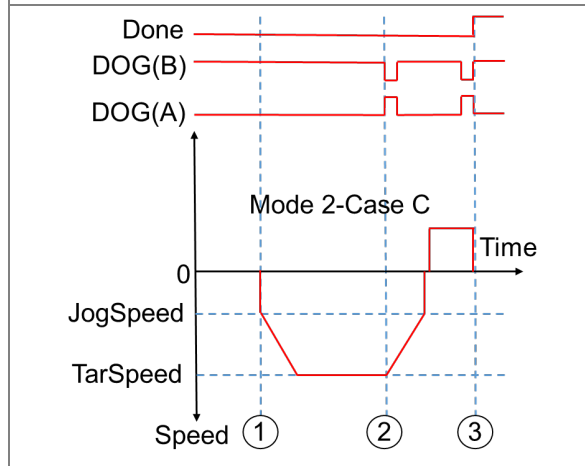 Done
DOG(B)
DOG(A)
Mode 2-Case C
Time
0
JogSpeed
TarSpeed
Speed 1 2 3